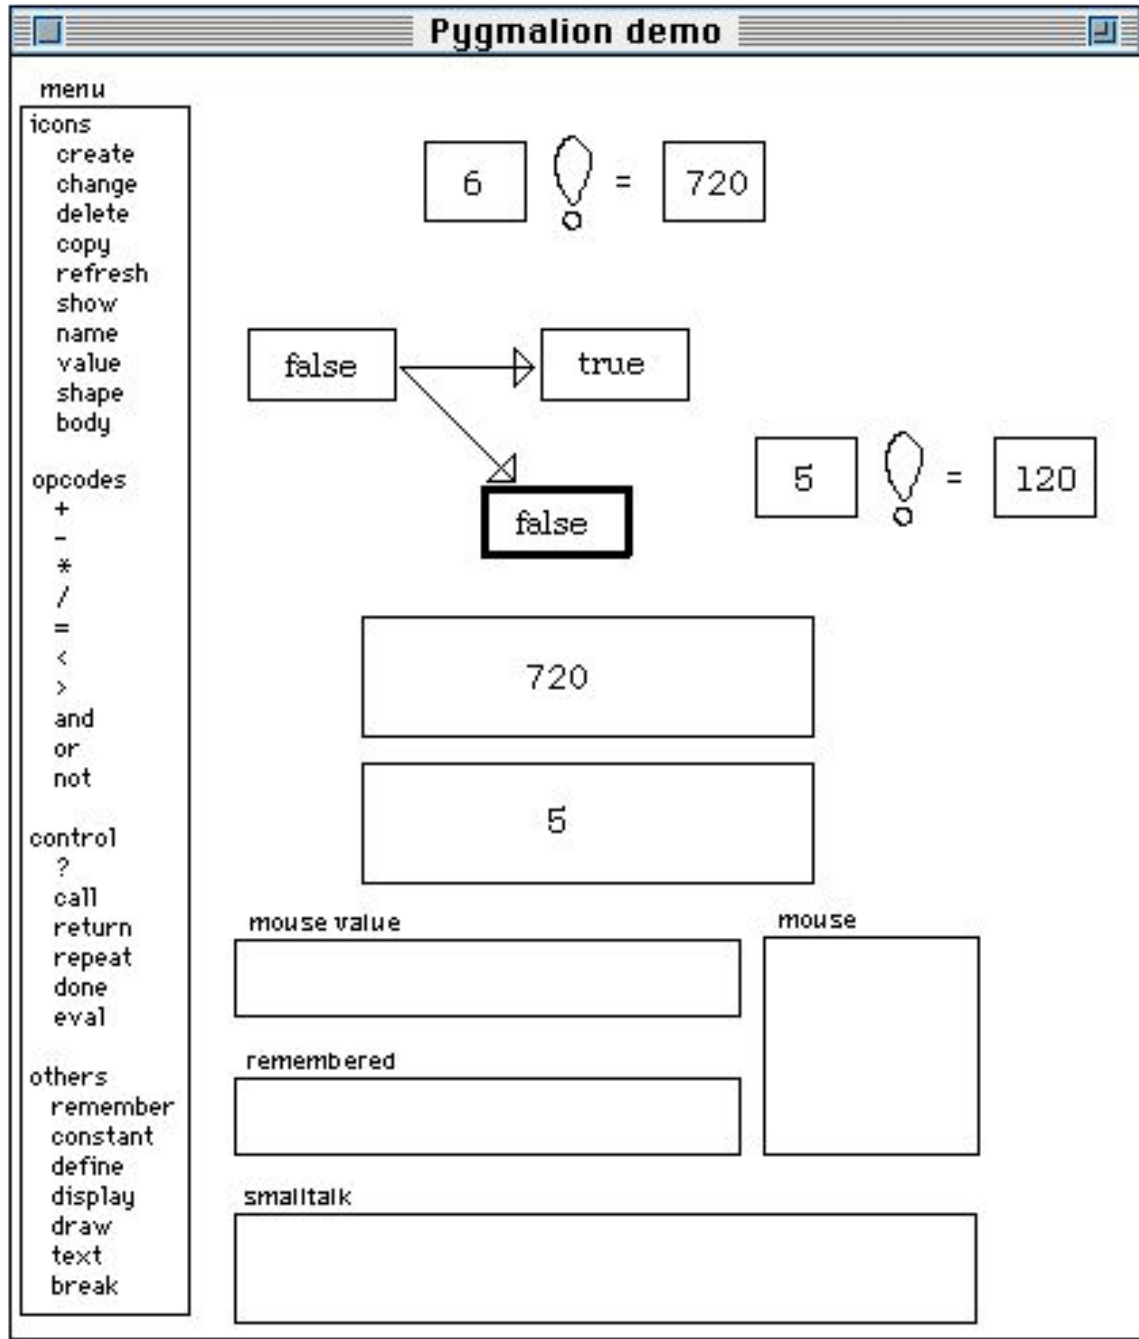 Pygmalion demo
menu
icons
create
change
delete
copy
refresh
show
name
value
shape
body
opcodes
+
-
*
/
=
<
>
and
or
not
control
?
call
return
repeat
done
eval
others
remember
constant
define
display
draw
text
break
6 ! = 720
false true
5 ! = 120
false
720
5
mouse value
mouse
remembered
smalltalk